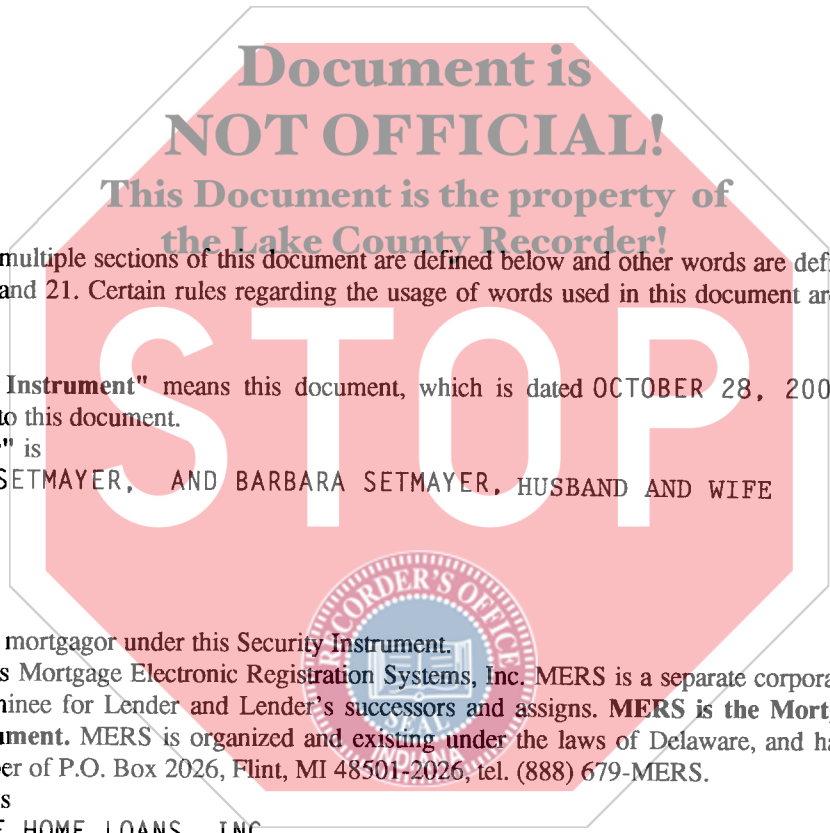 Document is
NOT OFFICIAL!
This Document is the property of
the Lake County Recorder!
multiple sections of this document are defined below and other words are defi
and 21. Certain rules regarding the usage of words used in this document ar
STOP
Instrument" means this document, which is dated OCTOBER 28, 200
to this document.
" is
SETMAYER, AND BARBARA SETMAYER, HUSBAND AND WIFE
RECORDER'S OFFICE
SEAL
INDIANA
mortgagor under this Security Instrument.
s Mortgage Electronic Registration Systems, Inc. MERS is a separate corpora
inee for Lender and Lender's successors and assigns. MERS is the Mort
ument. MERS is organized and existing under the laws of Delaware, and ha
er of P.O. Box 2026, Flint, MI 48501-2026, tel. (888) 679-MERS.
s
E HOME LOANS, INC